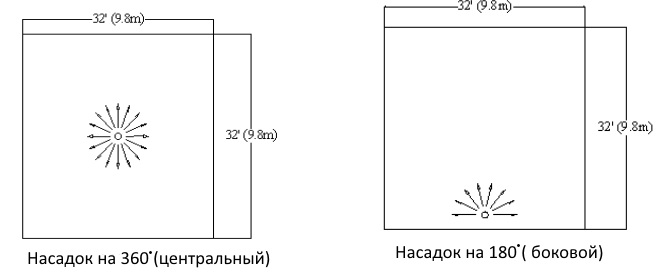 32' (9.8m)
32' (9.8m)
32' (9.8m)
32' (9.8m)
Насадок на 360˚(центральный)
Насадок на 180˚( боковой)